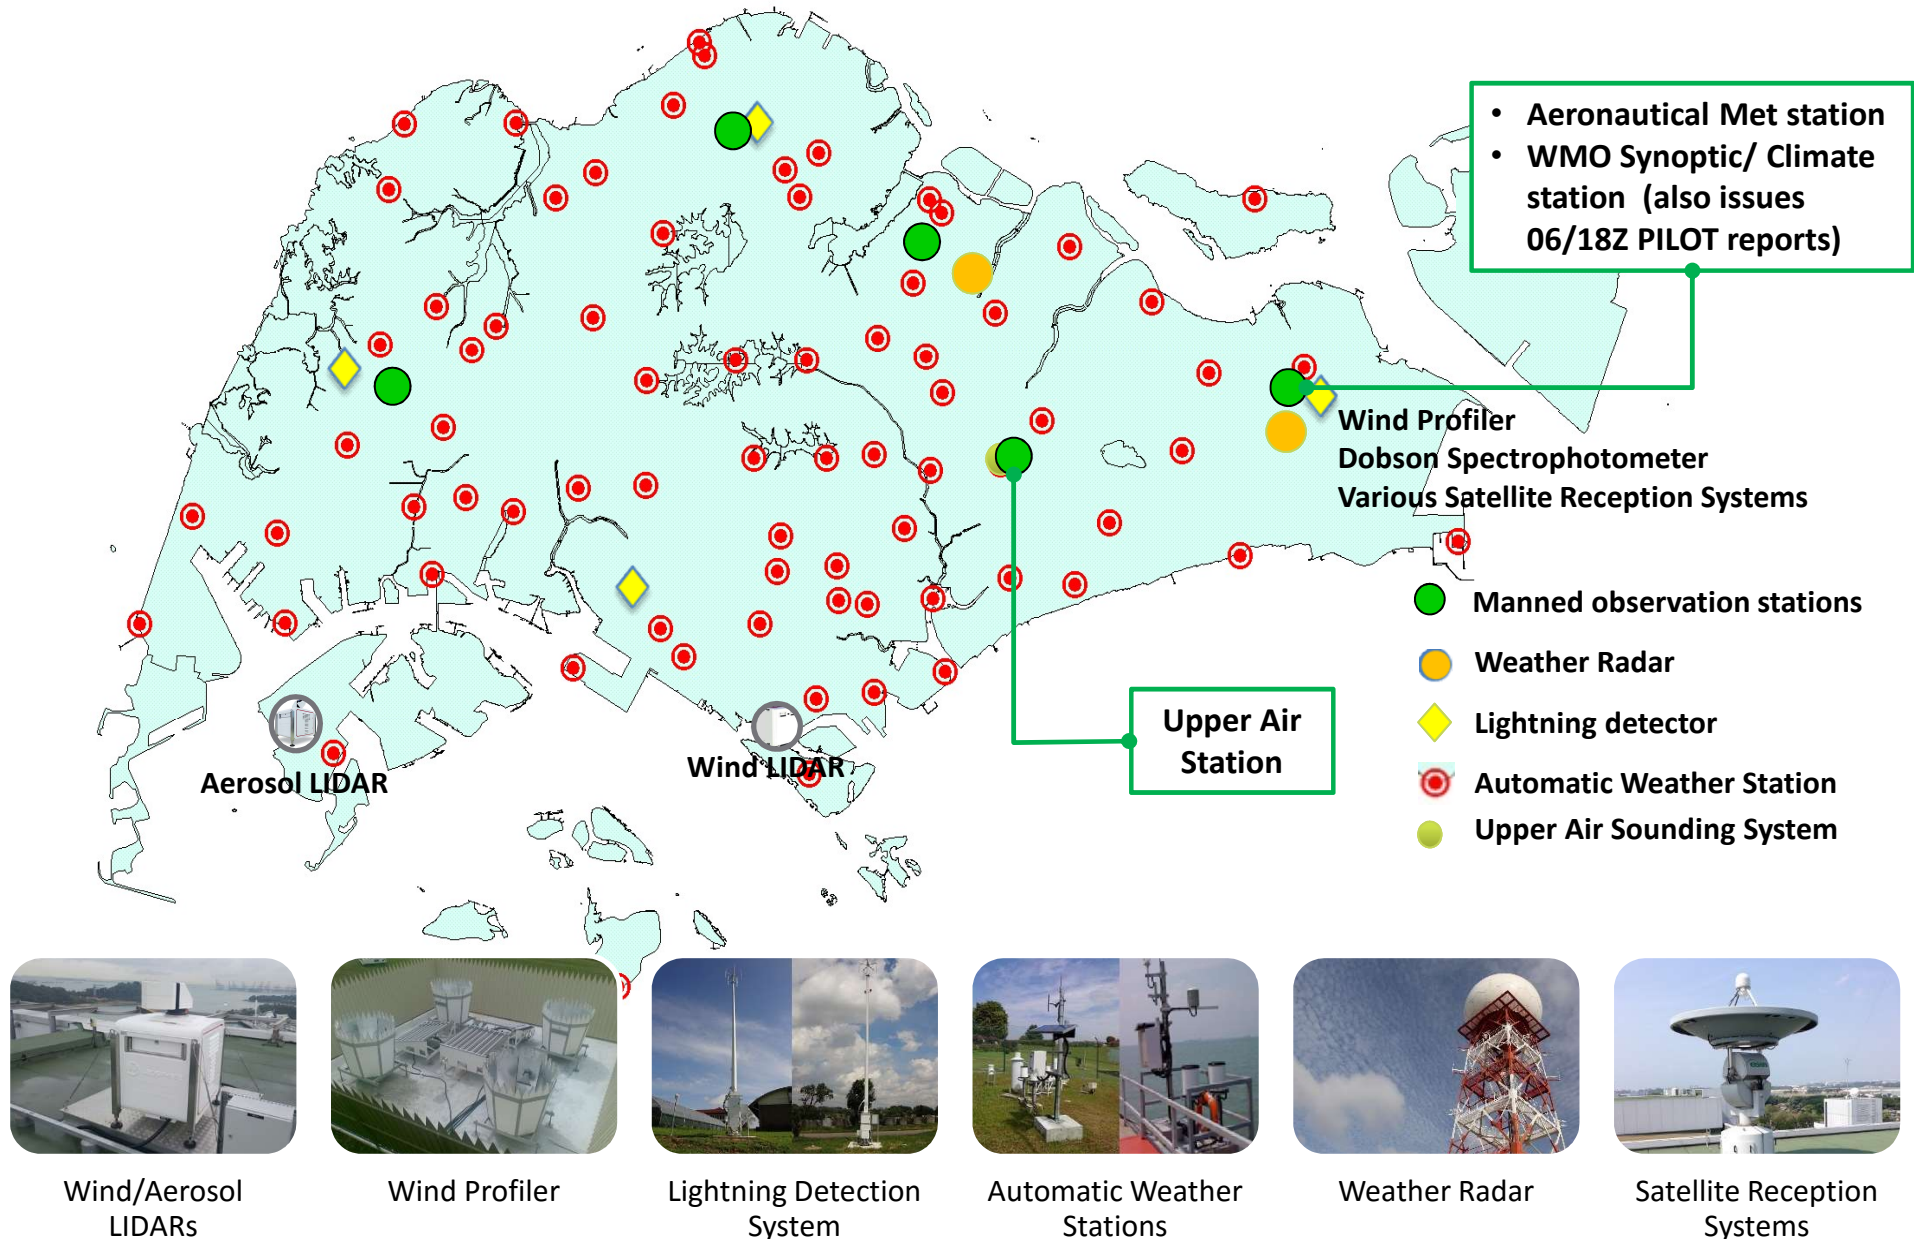 • Aeronautical Met station
• WMO Synoptic/ Climate
station (also issues
06/18Z PILOT reports)
Wind Profiler
Dobson Spectrophotometer
Various Satellite Reception Systems
Manned observation stations
Weather Radar
Lightning detector
Automatic Weather Station
Upper Air Sounding System
Upper Air
Station
Aerosol LIDAR
Wind LIDAR
Wind/Aerosol
LIDARs
Wind Profiler
Lightning Detection
System
Automatic Weather
Stations
Weather Radar
Satellite Reception
Systems